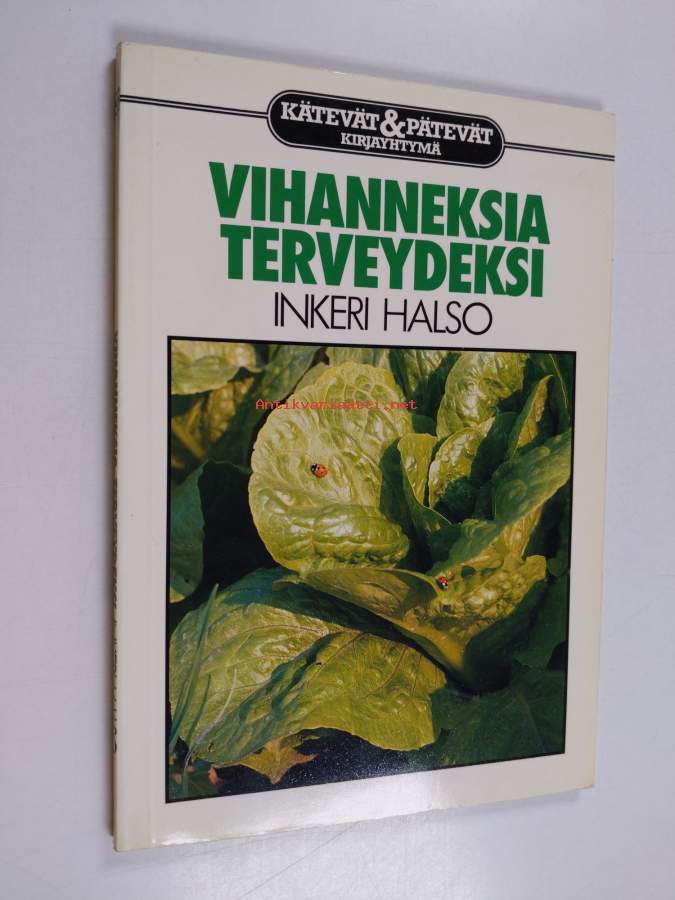 KÄTEVÄT & PÄTEVÄT
KIRJAYHTYMÄ
VIHANNEKSIA
TERVEYDEKSI
INKERI HALSO
Antikvariaatti.net